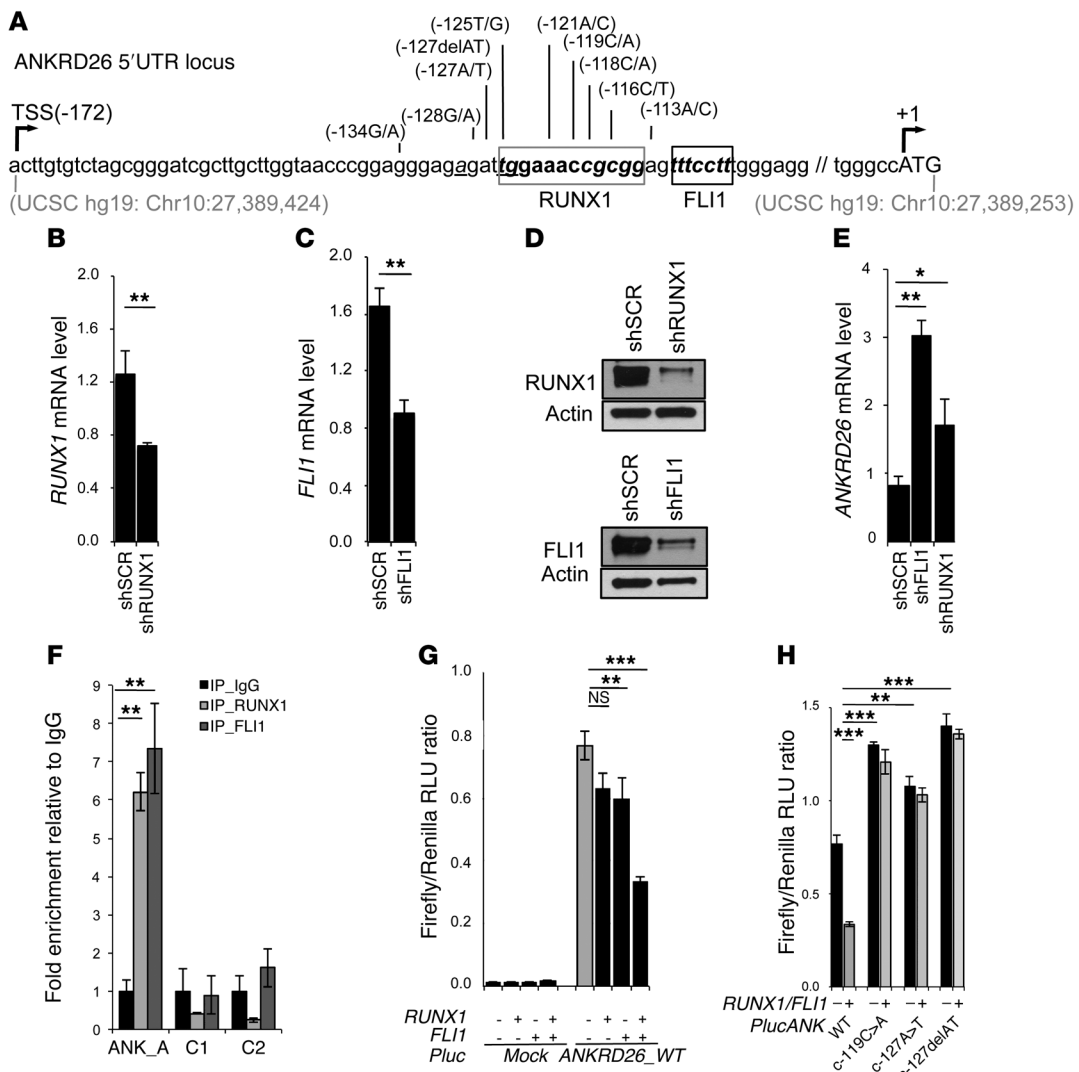 A
ANKRD26 5′UTR locus
(-125T/G)
(-121A/C)
(-127delAT)
(-119C/A)
(-127A/T)
(-118C/A)
(-116C/T)
TSS(-172)
(-128G/A)
(-113A/C)
+1
(-134G/A)
acttgtgtctagcgggatcgcttgcttggtaacccggagggagagattggaaaccgcggagtttccttgggagg // tgggccATG
RUNX1
FLI1
(UCSC hg19: Chr10:27,389,424)
(UCSC hg19: Chr10:27,389,253)
B
RUNX1 mRNA level
2.0
1.6
1.2
0.8
0.4
0.0
**
shSCR
shRUNX1
C
FLI1 mRNA level
2.0
1.6
1.2
0.8
0.4
0.0
**
shSCR
shFLI1
D
shSCR
shRUNX1
RUNX1
Actin
shSCR
shFLI1
FLI1
Actin
E
ANKRD26 mRNA level
4
3
2
1
0
*
**
shSCR
shFLI1
shRUNX1
F
Fold enrichment relative to IgG
9
8
7
6
5
4
3
2
1
0
**
**
IP_IgG
IP_RUNX1
IP_FLI1
ANK_A C1 C2
G
Firefly/Renilla RLU ratio
1.0
0.8
0.6
0.4
0.2
0.0
***
**
NS
RUNX1 - + - + - + - +
FLI1 - - + + - - + +
Pluc Mock ANKRD26_WT
H
Firefly/Renilla RLU ratio
1.5
1.0
0.5
0.0
***
**
***
***
RUNX1/FLI1 − + − + − + − +
PlucANK
WT
c-119C>A
c-127A>T
c-127delAT